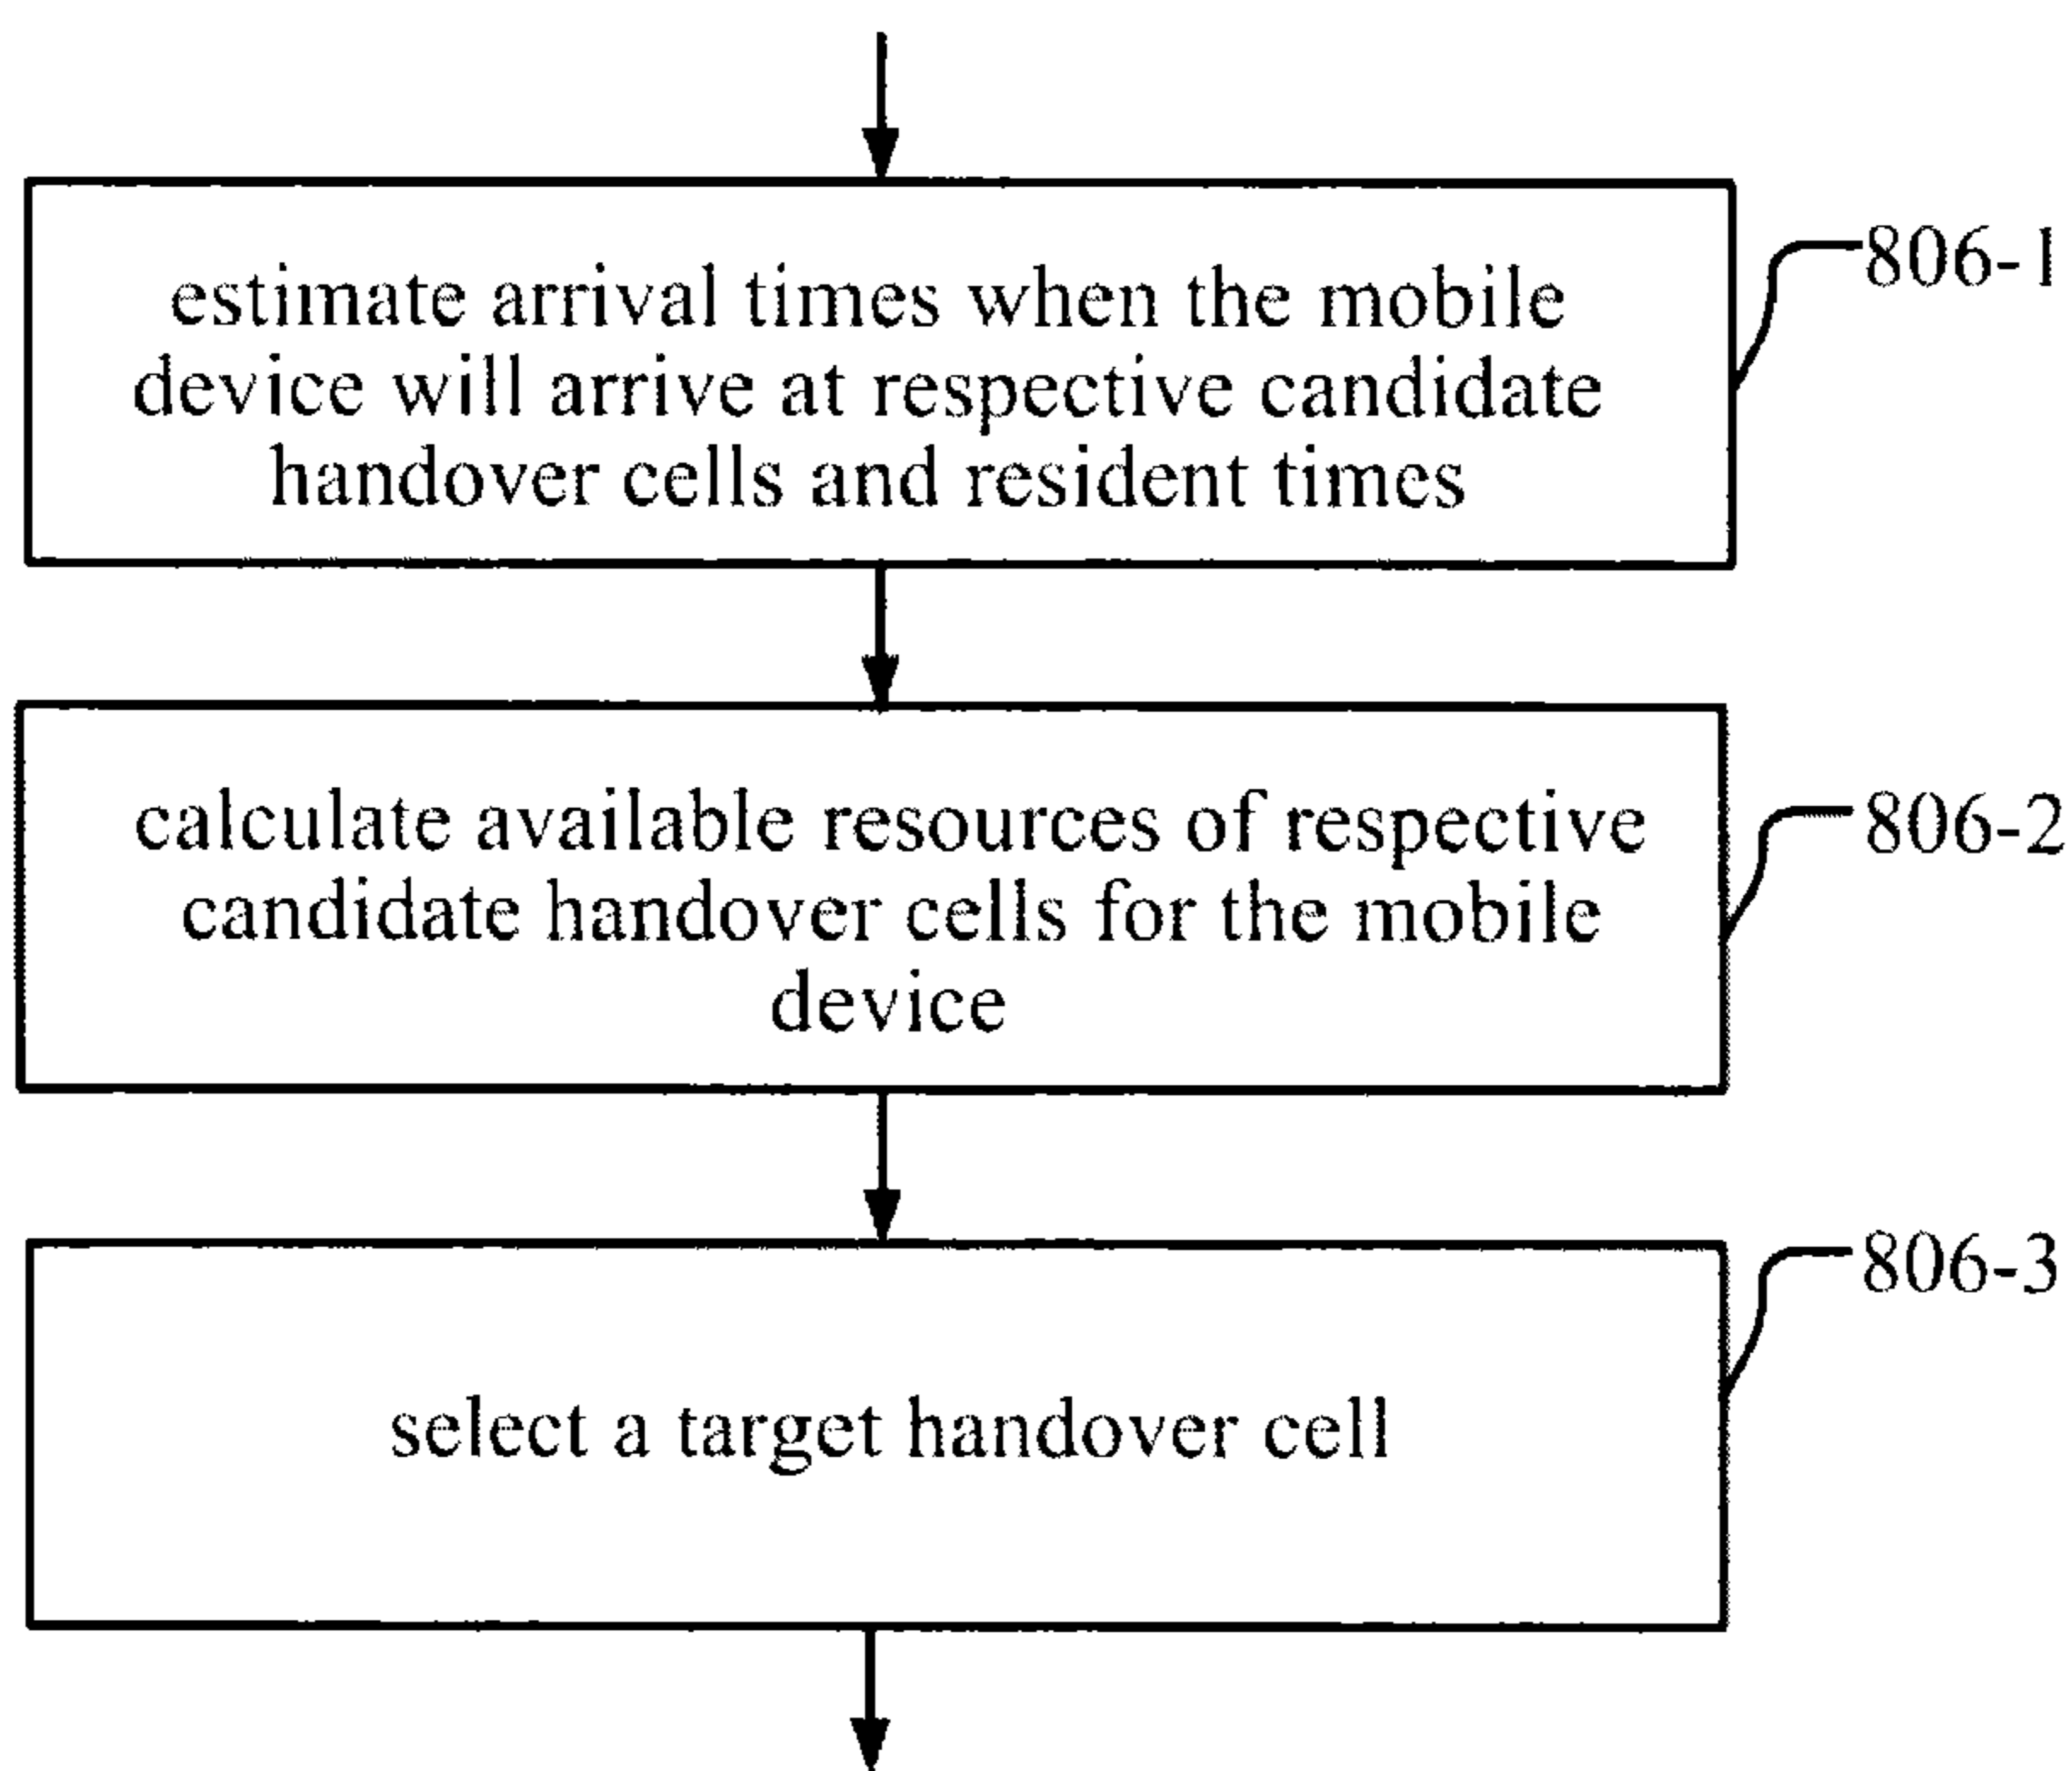 estimate arrival times when the mobile
device will arrive at respective candidate
handover cells and resident times
806-1
calculate available resources of respective
candidate handover cells for the mobile
device
806-2
select a target handover cell
806-3